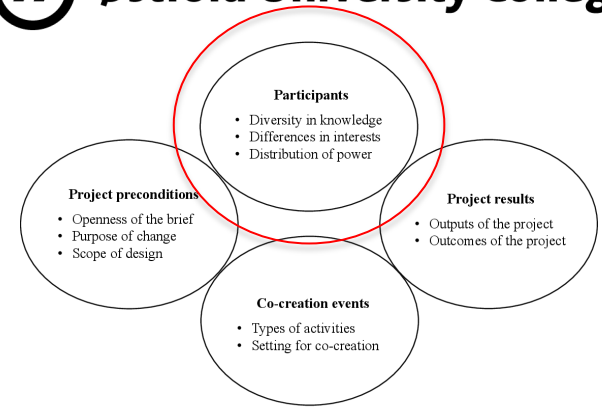 University College
Participants
• Diversity in knowledge
• Differences in interests
• Distribution of power
Project preconditions
• Openness of the brief
• Purpose of change
• Scope of design
Project results
• Outputs of the project
• Outcomes of the project
Co-creation events
• Types of activities
• Setting for co-creation